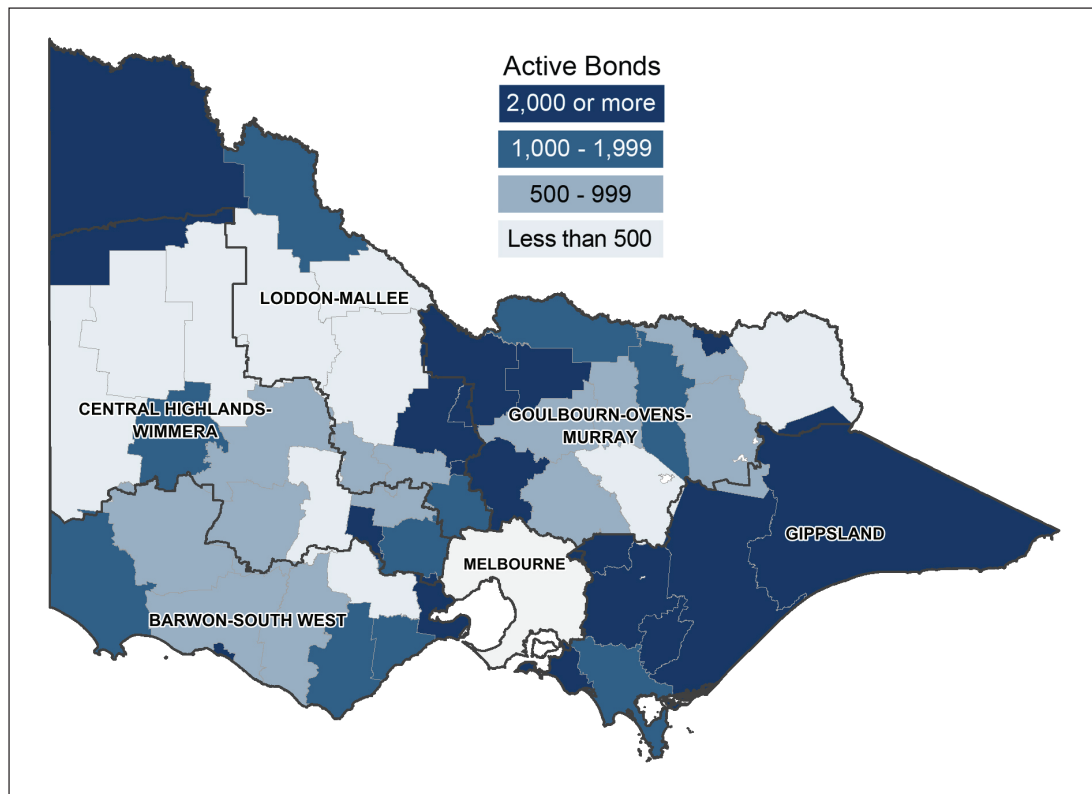 Active Bonds
2,000 or more
1,000 - 1,999
500 - 999
Less than 500
LODDON-MALLEE
CENTRAL HIGHLANDS-
WIMMERA
GOULBOURN-OVENS-
MURRAY
GIPPSLAND
MELBOURNE
BARWON-SOUTH WEST